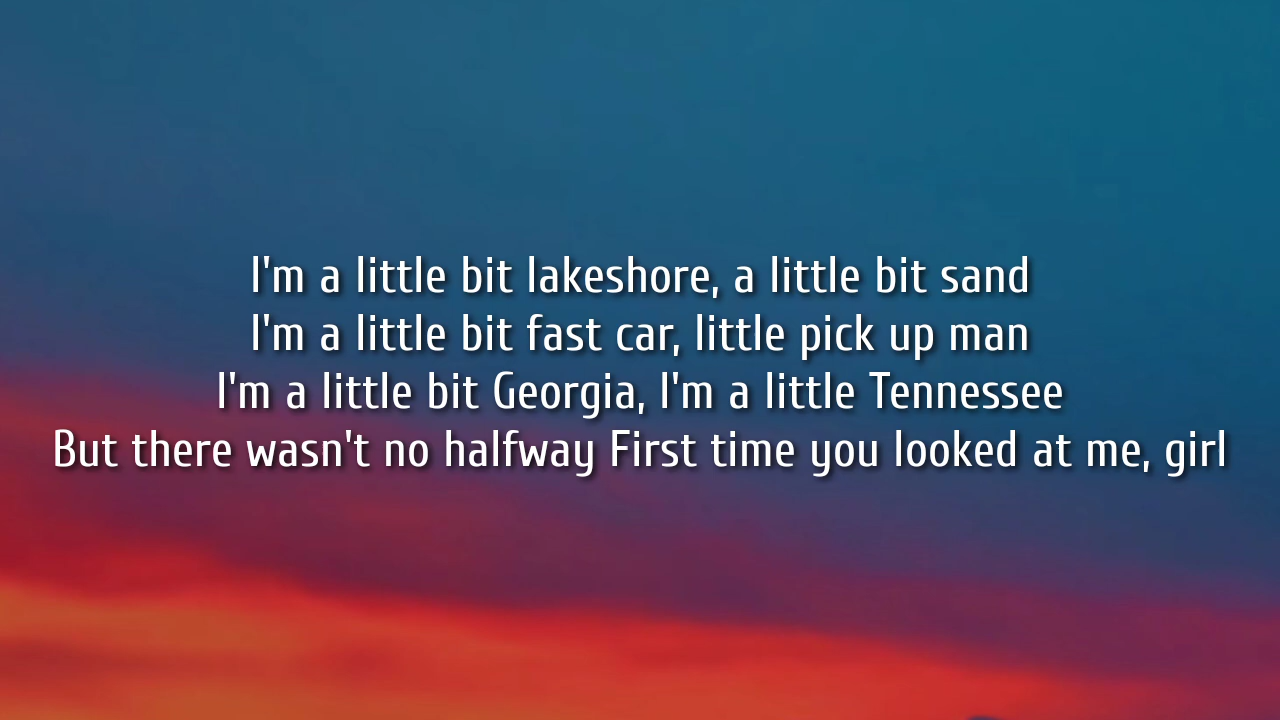 I'm a little bit lakeshore, a little bit sand
I'm a little bit fast car, little pick up man
I'm a little bit Georgia, I'm a little Tennessee
But there wasn't no halfway First time you looked at me, girl